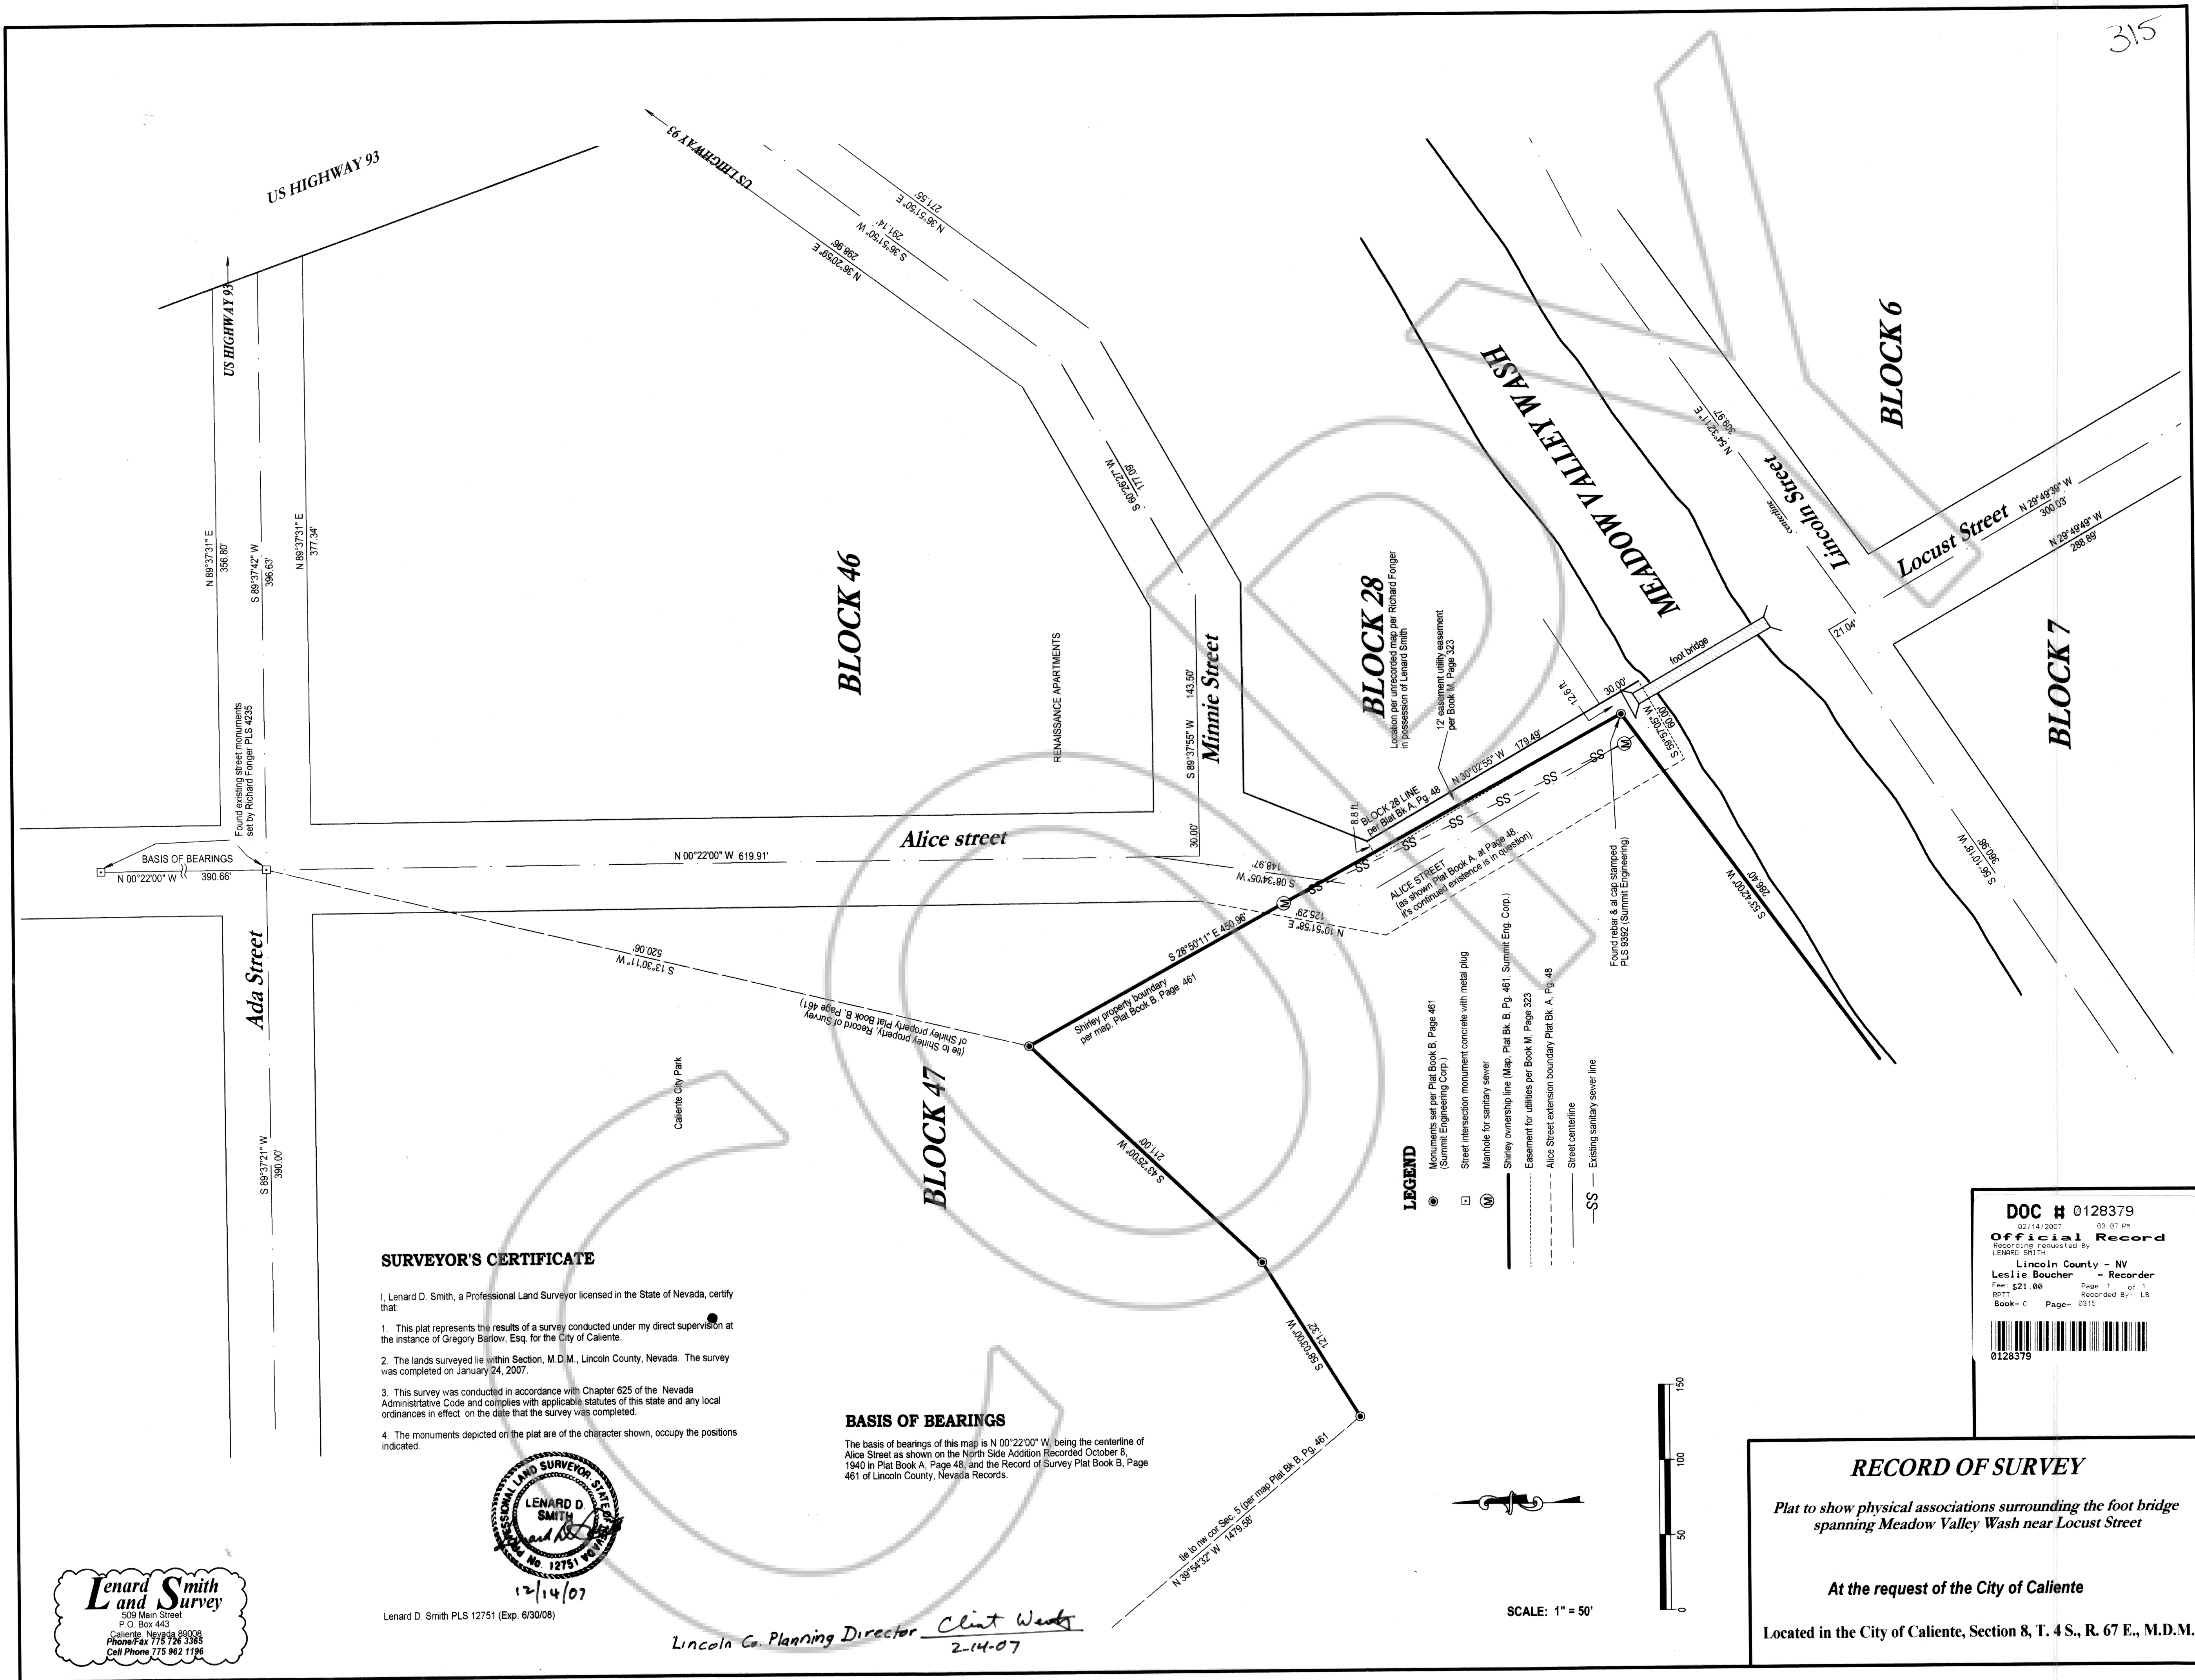 315
US HIGHWAY 93
US HIGHWAY 93
US HIGHWAY 93
N 36°51'50" E
271.55'
S 36°51'50" W
291.14'
N 36°20'59" E
298.96'
N 89°37'31" E
356.80'
S 89°37'42" W
396.63'
N 89°37'31" E
377.34'
S 60°26'27" W
177.09'
BLOCK 46
RENAISSANCE APARTMENTS
S 89°37'55" W 143.50'
Minnie Street
30.00'
BLOCK 28
Location per unrecorded map per Richard Fonger
in possession of Lenard Smith
12' easement utility easement
per Book M, Page 323
MEADOW VALLEY WASH
BLOCK 6
N 54°32'11" E
309.97'
centerline
Lincoln Street
Locust Street
N 29°49'39" W
300.03'
N 29°49'49" W
288.89'
BLOCK 7
21.04'
foot bridge
12.6 ft.
30.00'
S 59°57'05" W
60.00'
S 56°10'18" W
360.98'
S 53°42'00" W
286.40'
Found existing street monuments
set by Richard Fonger PLS 4235
BASIS OF BEARINGS
N 00°22'00" W 390.66'
N 00°22'00" W 619.91'
Alice street
8.8 ft.
BLOCK 28 LINE
per Blat Bk A, Pg. 48
N 30°02'55" W 179.49'
SS
SS
SS
SS
SS
SS
SS
M
M
S 08°34'05" W
148.97'
N 10°51'58" E
125.29'
ALICE STREET
(as shown Plat Book A, at Page 48,
it's continued existence is in question).
Found rebar & al cap stamped
PLS 9392 (Summit Engineering)
S 28°50'11" E 450.96'
Shirley property boundary
per map, Plat Book B, Page 461
S 13°30'11" W
520.06'
(tie to Shirley property, Record of Survey
of Shirley property Plat Book B, Page 461)
Ada Street
S 89°37'21" W
390.00'
Caliente City Park
BLOCK 47
S 43°25'00" W
211.00'
S 58°03'00" W
121.32'
tie to nw cor Sec. 5 (per map Plat Bk B, Pg. 461
N 39°54'32" W 1479.58'
LEGEND
Monuments set per Plat Book B, Page 461
(Summit Engineering Corp.)
Street intersection monument concrete with metal plug
M Manhole for sanitary sewer
Shirley ownership line (Map, Plat Bk. B, Pg. 461, Summit Eng. Corp.)
Easement for utilities per Book M, Page 323
Alice Street extension boundary Plat Bk. A, Pg. 48
Street centerline
SS Existing sanitary sewer line
SURVEYOR'S CERTIFICATE
I, Lenard D. Smith, a Professional Land Surveyor licensed in the State of Nevada, certify
that:
1. This plat represents the results of a survey conducted under my direct supervision at
the instance of Gregory Barlow, Esq. for the City of Caliente.
2. The lands surveyed lie within Section, M.D.M., Lincoln County, Nevada. The survey
was completed on January 24, 2007.
3. This survey was conducted in accordance with Chapter 625 of the Nevada
Administrtative Code and complies with applicable statutes of this state and any local
ordinances in effect on the date that the survey was completed.
4. The monuments depicted on the plat are of the character shown, occupy the positions
indicated.
PROFESSIONAL LAND SURVEYOR - STATE OF NEVADA
LENARD D.
SMITH
No. 12751
12/14/07
Lenard D. Smith PLS 12751 (Exp. 6/30/08)
BASIS OF BEARINGS
The basis of bearings of this map is N 00°22'00" W, being the centerline of
Alice Street as shown on the North Side Addition Recorded October 8,
1940 in Plat Book A, Page 48, and the Record of Survey Plat Book B, Page
461 of Lincoln County, Nevada Records.
Lenard Smith
Land Survey
509 Main Street
P.O. Box 443
Caliente, Nevada 89008
Phone/Fax 775 726 3365
Cell Phone 775 962 1196
Lincoln Co. Planning Director Clint Wertz
2-14-07
SCALE: 1" = 50'
0
50
100
150
DOC # 0128379
02/14/2007 03:07 PM
Official Record
Recording requested By
LENARD SMITH
Lincoln County - NV
Leslie Boucher - Recorder
Fee: $21.00 Page 1 of 1
RPTT Recorded By: LB
Book- C Page- 0315
0128379
RECORD OF SURVEY
Plat to show physical associations surrounding the foot bridge
spanning Meadow Valley Wash near Locust Street
At the request of the City of Caliente
Located in the City of Caliente, Section 8, T. 4 S., R. 67 E., M.D.M.
COPY